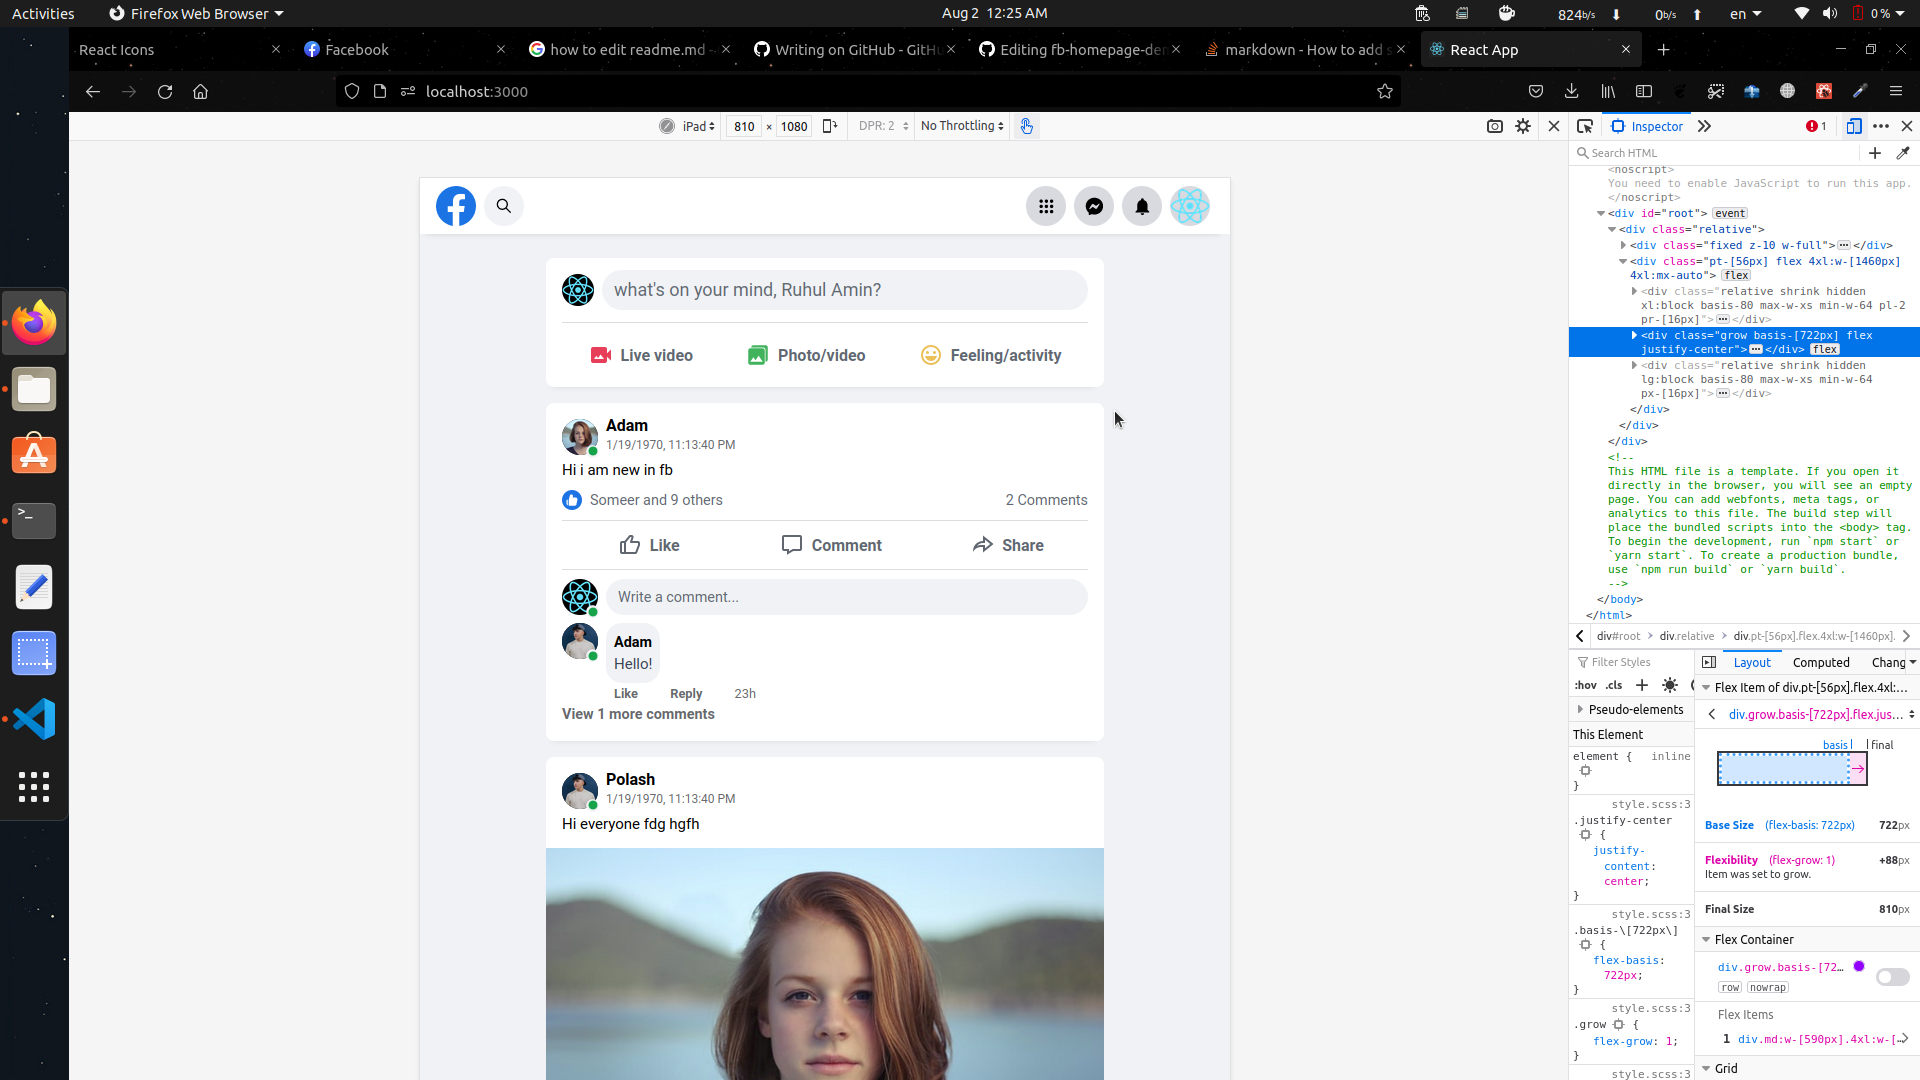 Activities
Firefox Web Browser
Aug 2 12:25 AM
824b/s
0b/s
en
0 %
React Icons
Facebook
how to edit readme.md -
Writing on GitHub - GitHu
Editing fb-homepage-de
markdown - How to add s
React App
localhost:3000
iPad
810 × 1080
DPR: 2
No Throttling
Inspector
1
Search HTML
<noscript>
You need to enable JavaScript to run this app.
</noscript>
<div id="root"> event
<div class="relative">
<div class="fixed z-10 w-full"> </div>
<div class="pt-[56px] flex 4xl:w-[1460px]
4xl:mx-auto"> flex
<div class="relative shrink hidden
xl:block basis-80 max-w-xs min-w-64 pl-2
pr-[16px]"> </div>
<div class="grow basis-[722px] flex
justify-center"> </div> flex
<div class="relative shrink hidden
lg:block basis-80 max-w-xs min-w-64
px-[16px]"> </div>
</div>
</div>
</div>
<!--
This HTML file is a template. If you open it
directly in the browser, you will see an empty
page. You can add webfonts, meta tags, or
analytics to this file. The build step will
place the bundled scripts into the <body> tag.
To begin the development, run `npm start` or
`yarn start`. To create a production bundle,
use `npm run build` or `yarn build`.
-->
</body>
</html>
div#root
div.relative
div.pt-[56px].flex.4xl:w-[1460px].
Filter Styles
:hov .cls
Pseudo-elements
This Element
element { inline
}
style.scss:3
.justify-center
{
justify-
content:
center;
}
style.scss:3
.basis-\[722px\]
{
flex-basis:
722px;
}
style.scss:3
.grow {
flex-grow: 1;
}
style.scss:3
Layout
Computed
Chang
Flex Item of div.pt-[56px].flex.4xl:...
div.grow.basis-[722px].flex.jus...
basis
final
Base Size (flex-basis: 722px) 722px
Flexibility (flex-grow: 1) +88px
Item was set to grow.
Final Size 810px
Flex Container
div.grow.basis-[72...
row nowrap
Flex Items
1 div.md:w-[590px].4xl:w-[...
Grid
what's on your mind, Ruhul Amin?
Live video
Photo/video
Feeling/activity
Adam
1/19/1970, 11:13:40 PM
Hi i am new in fb
Someer and 9 others
2 Comments
Like
Comment
Share
Write a comment...
Adam
Hello!
Like Reply 23h
View 1 more comments
Polash
1/19/1970, 11:13:40 PM
Hi everyone fdg hgfh